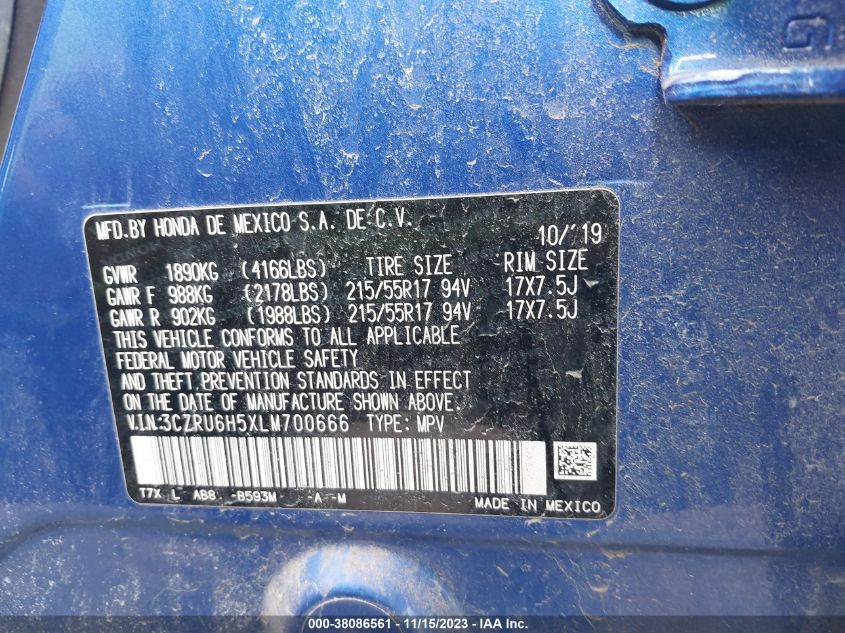 MFD.BY HONDA DE MEXICO S.A. DE C.V.
10/'19
GVWR 1890KG (4166LBS) TIRE SIZE RIM SIZE
GAWR F 988KG (2178LBS) 215/55R17 94V 17X7.5J
GAWR R 902KG (1988LBS) 215/55R17 94V 17X7.5J
THIS VEHICLE CONFORMS TO ALL APPLICABLE
FEDERAL MOTOR VEHICLE SAFETY
AND THEFT PREVENTION STANDARDS IN EFFECT
ON THE DATE OF MANUFACTURE SHOWN ABOVE.
V.I.N:3CZRU6H5XLM700666 TYPE: MPV
T7X L AB8 -B593M -A -M
MADE IN MEXICO
000-38086561 - 11/15/2023 - IAAI.COM